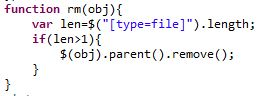 function rm(obj){
    var len=$("[type=file]").length;
    if(len>1){
        $(obj).parent().remove();
    }
}